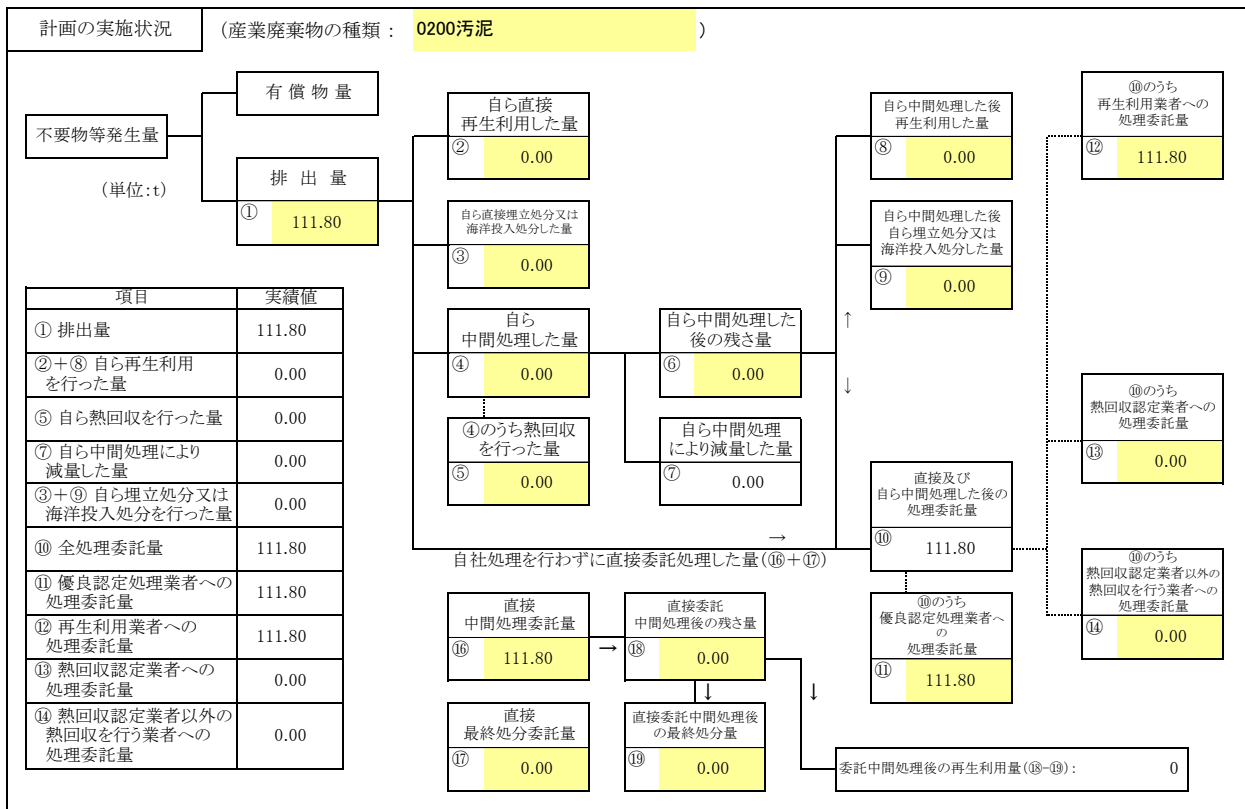 計画の実施状況
(産業廃棄物の種類： 0200汚泥 )
不要物等発生量
(単位:t)
有償物量
排出量
① 111.80
自ら直接
再生利用した量
② 0.00
自ら直接埋立処分又は
海洋投入処分した量
③ 0.00
自ら
中間処理した量
④ 0.00
④のうち熱回収
を行った量
⑤ 0.00
自ら中間処理した
後の残さ量
⑥ 0.00
自ら中間処理
により減量した量
⑦ 0.00
自ら中間処理した後
再生利用した量
⑧ 0.00
自ら中間処理した後
自ら埋立処分又は
海洋投入処分した量
⑨ 0.00
↑
↓
直接及び
自ら中間処理した後の
処理委託量
⑩ 111.80
⑩のうち
優良認定処理業者へ
の
処理委託量
⑪ 111.80
⑩のうち
再生利用業者への
処理委託量
⑫ 111.80
⑩のうち
熱回収認定業者への
処理委託量
⑬ 0.00
⑩のうち
熱回収認定業者以外の
熱回収を行う業者への
処理委託量
⑭ 0.00
→
自社処理を行わずに直接委託処理した量(⑯＋⑰)
直接
中間処理委託量
⑯ 111.80
→
直接委託
中間処理後の残さ量
⑱ 0.00
↓
↓
直接
最終処分委託量
⑰ 0.00
直接委託中間処理後
の最終処分量
⑲ 0.00
委託中間処理後の再生利用量(⑱-⑲)： 0
項目 実績値
① 排出量 111.80
②＋⑧ 自ら再生利用
を行った量 0.00
⑤ 自ら熱回収を行った量 0.00
⑦ 自ら中間処理により
減量した量 0.00
③＋⑨ 自ら埋立処分又は
海洋投入処分を行った量 0.00
⑩ 全処理委託量 111.80
⑪ 優良認定処理業者への
処理委託量 111.80
⑫ 再生利用業者への
処理委託量 111.80
⑬ 熱回収認定業者への
処理委託量 0.00
⑭ 熱回収認定業者以外の
熱回収を行う業者への
処理委託量 0.00